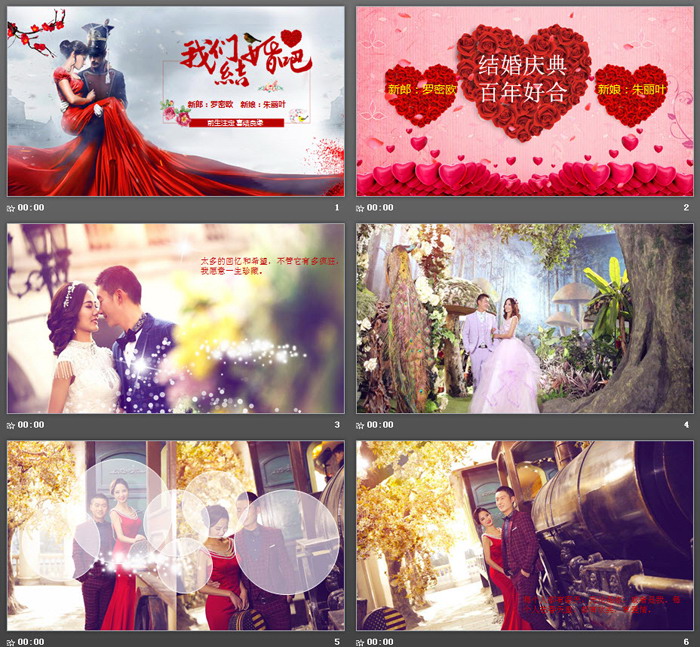 我们结婚吧
新郎：罗密欧 新娘：朱丽叶
前生注定 喜结良缘
00:00 1
结婚庆典
百年好合
新郎：罗密欧
新娘：朱丽叶
00:00 2
太多的回忆和希望，不管它有多疯狂，
我愿意一生珍藏。
00:00 3
00:00 4
00:00 5
00:00 6